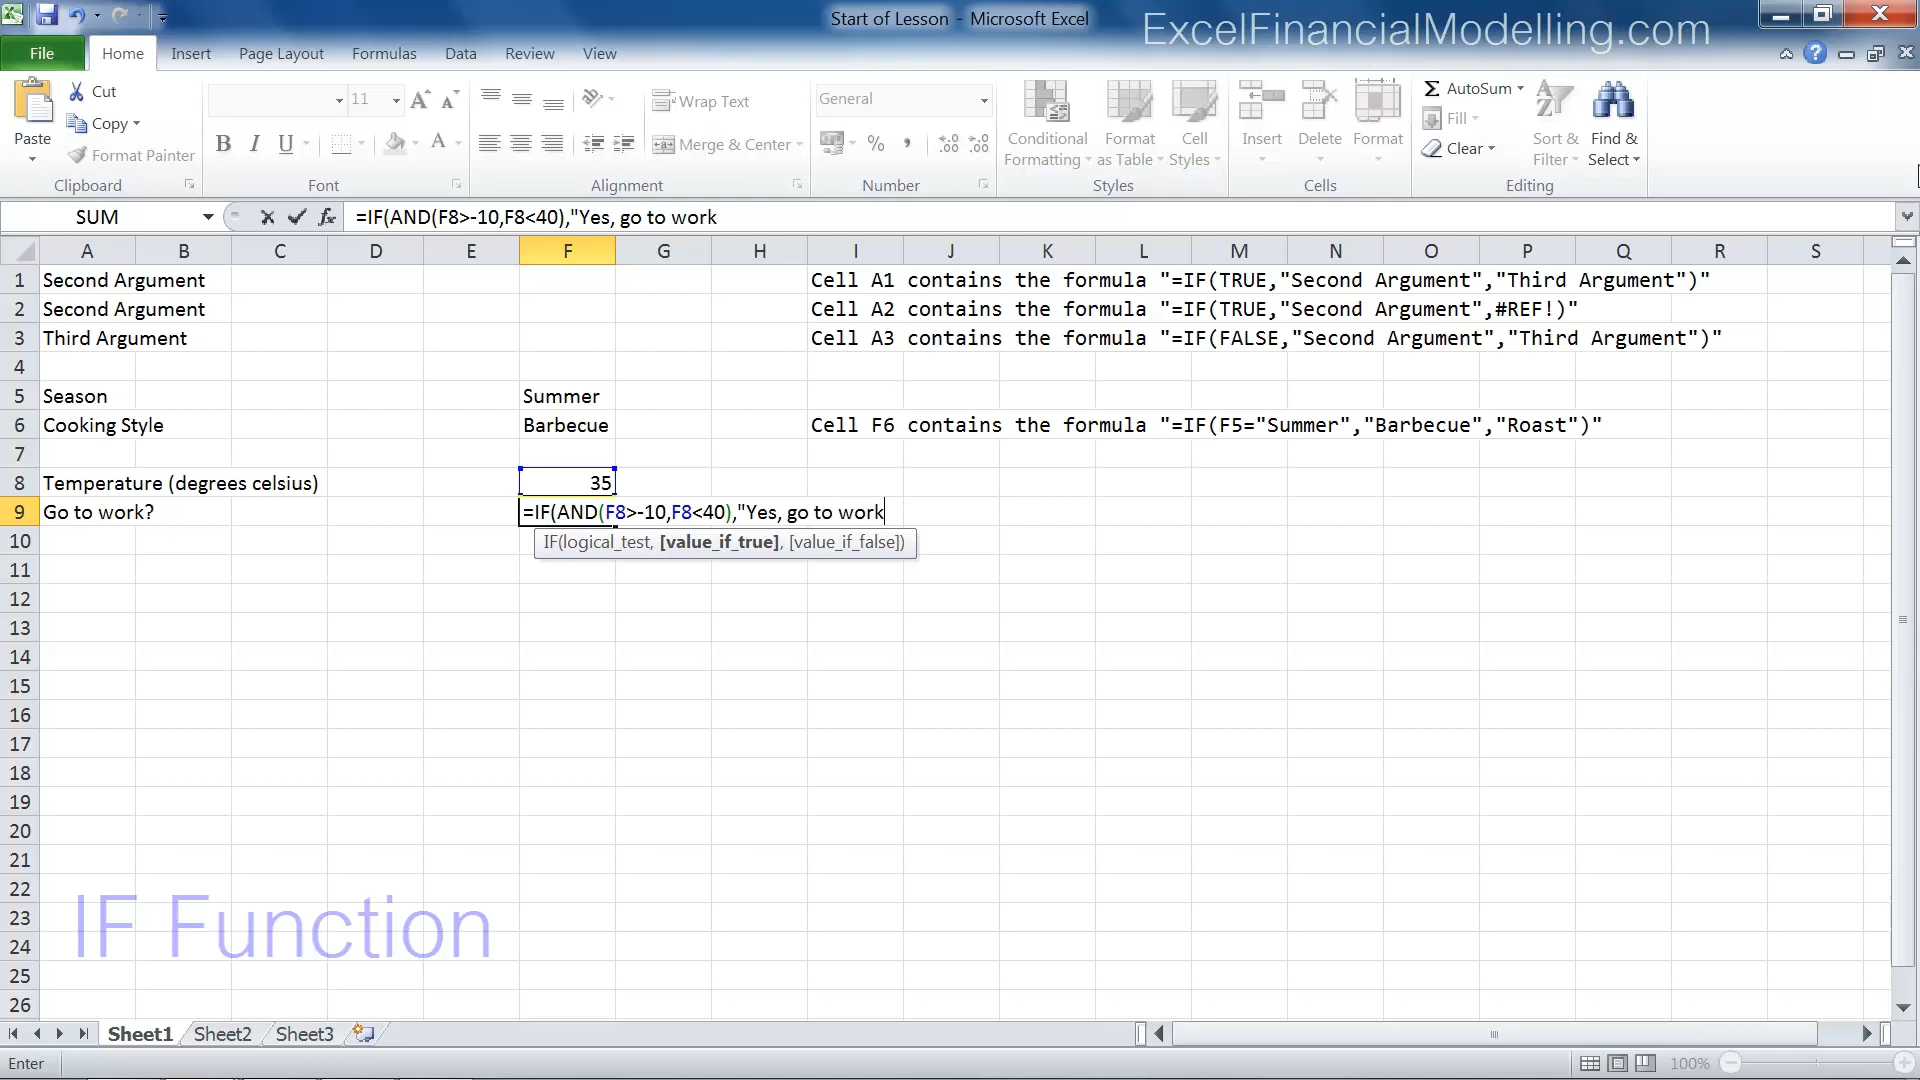 Start of Lesson - Microsoft Excel
ExcelFinancialModelling.com
File Home Insert Page Layout Formulas Data Review View
Paste
Cut
Copy
Format Painter
Clipboard
11
B I U
Font
Wrap Text
Merge & Center
Alignment
General
%
Number
Conditional Formatting
Format as Table
Cell Styles
Styles
Insert Delete Format
Cells
AutoSum
Fill
Clear
Sort & Filter
Find & Select
Editing
SUM =IF(AND(F8>-10,F8<40),"Yes, go to work
A B C D E F G H I J K L M N O P Q R S
1 Second Argument Cell A1 contains the formula "=IF(TRUE,"Second Argument","Third Argument")"
2 Second Argument Cell A2 contains the formula "=IF(TRUE,"Second Argument",#REF!)"
3 Third Argument Cell A3 contains the formula "=IF(FALSE,"Second Argument","Third Argument")"
4
5 Season Summer
6 Cooking Style Barbecue Cell F6 contains the formula "=IF(F5="Summer","Barbecue","Roast")"
7
8 Temperature (degrees celsius) 35
9 Go to work? =IF(AND(F8>-10,F8<40),"Yes, go to work
10 IF(logical_test, [value_if_true], [value_if_false])
11
12
13
14
15
16
17
18
19
20
21
22
23
24
25
26
IF Function
Sheet1 Sheet2 Sheet3
Enter 100%